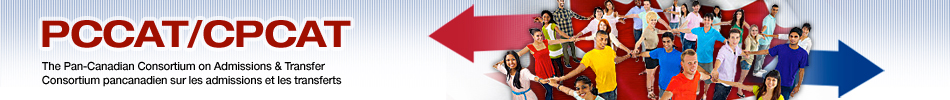 PCCAT/CPCAT
The Pan-Canadian Consortium on Admissions & Transfer
Consortium pancanadien sur les admissions et les transferts